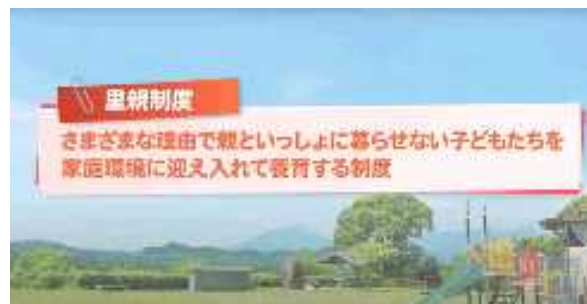 里親制度
さまざまな理由で親といっしょに暮らせない子どもたちを
家庭環境に迎え入れて養育する制度